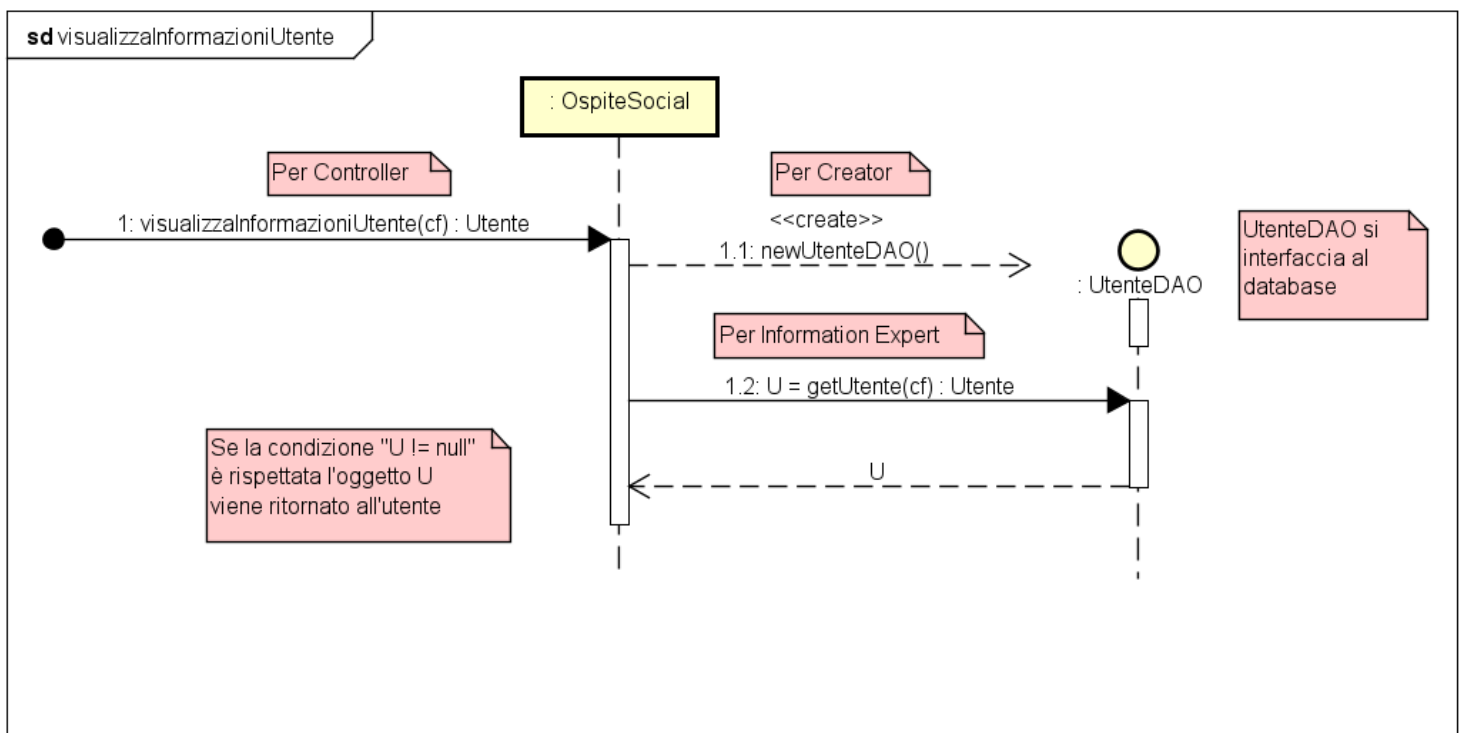 sd visualizzaInformazioniUtente
: OspiteSocial
Per Controller
Per Creator
1: visualizzaInformazioniUtente(cf) : Utente
<<create>>
1.1: newUtenteDAO()
: UtenteDAO
UtenteDAO si
interfaccia al
database
Per Information Expert
1.2: U = getUtente(cf) : Utente
Se la condizione "U != null"
è rispettata l'oggetto U
viene ritornato all'utente
U